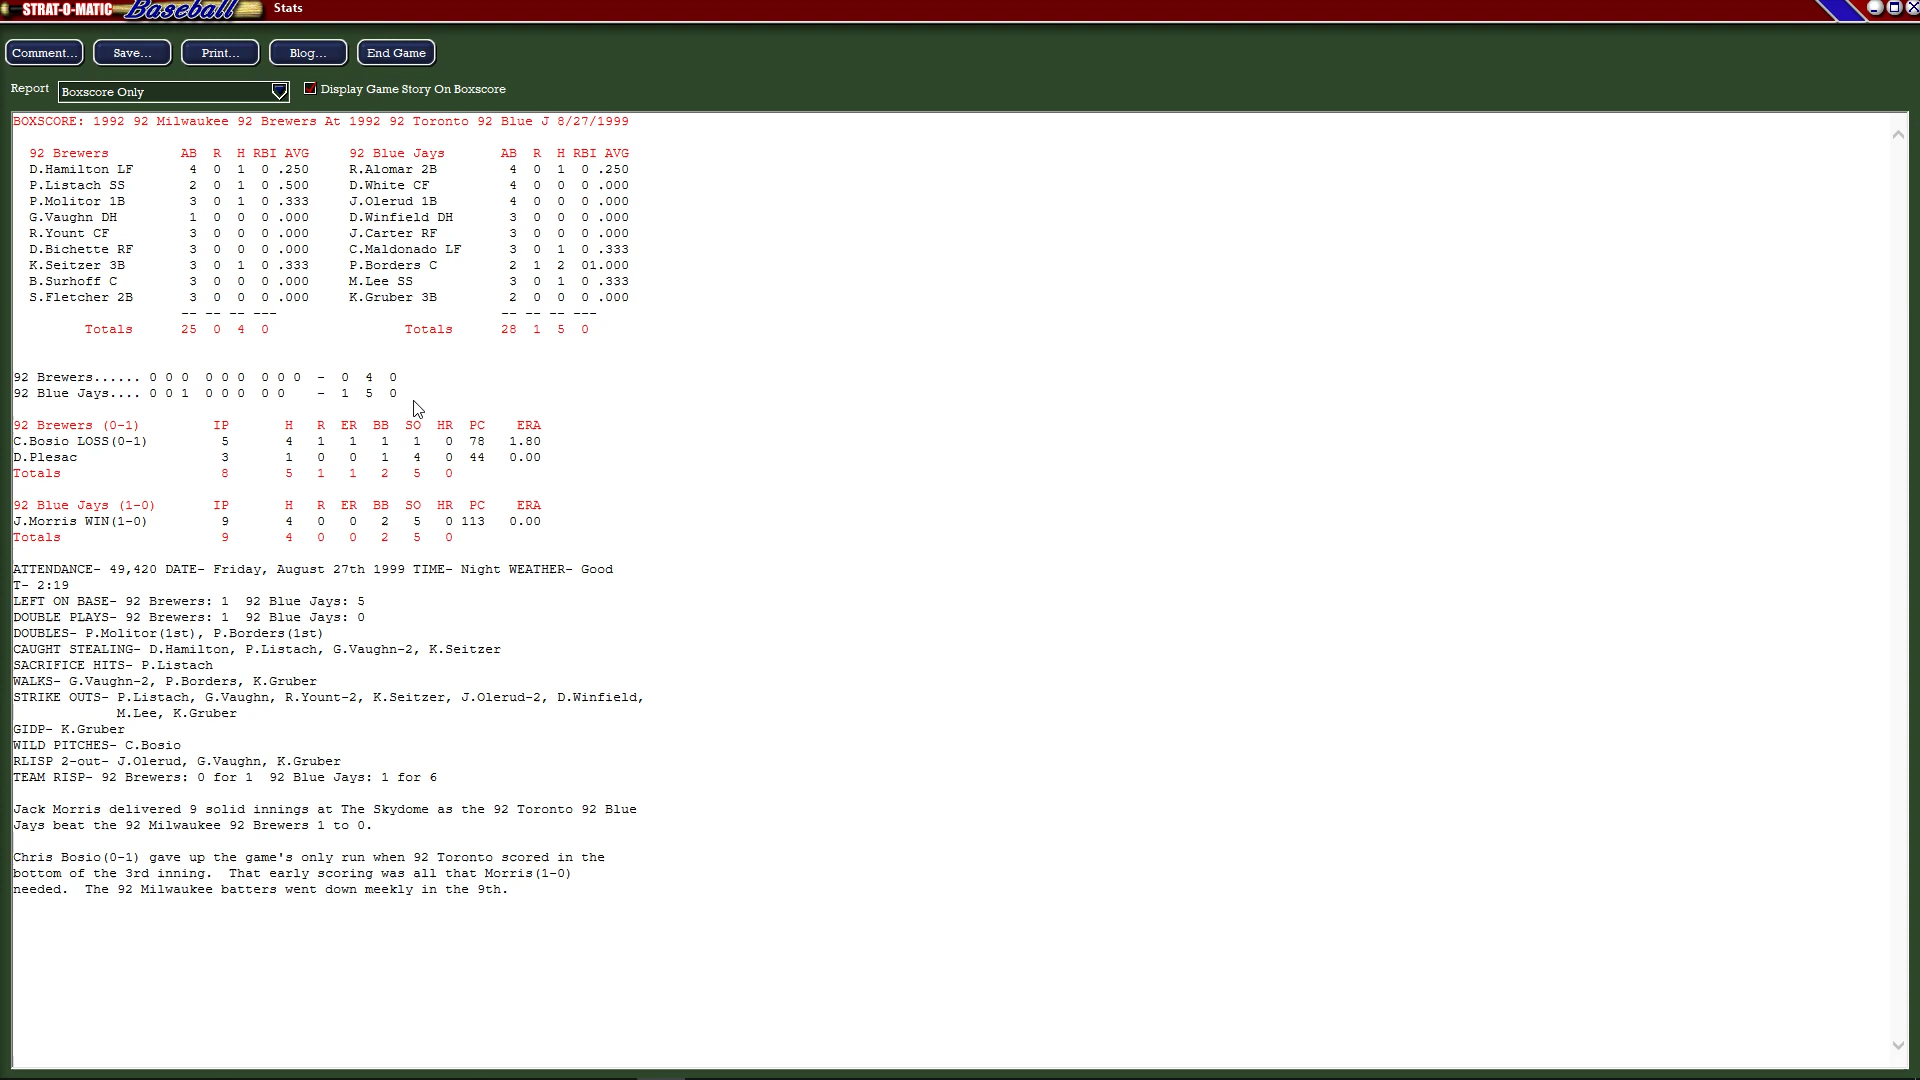 STRAT-O-MATIC Baseball Stats
Comment... Save... Print... Blog... End Game
Report Boxscore Only Display Game Story On Boxscore
BOXSCORE: 1992 92 Milwaukee 92 Brewers At 1992 92 Toronto 92 Blue J 8/27/1999
92 Brewers AB R H RBI AVG 92 Blue Jays AB R H RBI AVG
D.Hamilton LF 4 0 1 0 .250 R.Alomar 2B 4 0 1 0 .250
P.Listach SS 2 0 1 0 .500 D.White CF 4 0 0 0 .000
P.Molitor 1B 3 0 1 0 .333 J.Olerud 1B 4 0 0 0 .000
G.Vaughn DH 1 0 0 0 .000 D.Winfield DH 3 0 0 0 .000
R.Yount CF 3 0 0 0 .000 J.Carter RF 3 0 0 0 .000
D.Bichette RF 3 0 0 0 .000 C.Maldonado LF 3 0 1 0 .333
K.Seitzer 3B 3 0 1 0 .333 P.Borders C 2 1 2 01.000
B.Surhoff C 3 0 0 0 .000 M.Lee SS 3 0 1 0 .333
S.Fletcher 2B 3 0 0 0 .000 K.Gruber 3B 2 0 0 0 .000
-- -- -- --- -- -- -- ---
Totals 25 0 4 0 Totals 28 1 5 0
92 Brewers...... 0 0 0 0 0 0 0 0 0 - 0 4 0
92 Blue Jays.... 0 0 1 0 0 0 0 0 - 1 5 0
92 Brewers (0-1) IP H R ER BB SO HR PC ERA
C.Bosio LOSS(0-1) 5 4 1 1 1 1 0 78 1.80
D.Plesac 3 1 0 0 1 4 0 44 0.00
Totals 8 5 1 1 2 5 0
92 Blue Jays (1-0) IP H R ER BB SO HR PC ERA
J.Morris WIN(1-0) 9 4 0 0 2 5 0 113 0.00
Totals 9 4 0 0 2 5 0
ATTENDANCE- 49,420 DATE- Friday, August 27th 1999 TIME- Night WEATHER- Good
T- 2:19
LEFT ON BASE- 92 Brewers: 1 92 Blue Jays: 5
DOUBLE PLAYS- 92 Brewers: 1 92 Blue Jays: 0
DOUBLES- P.Molitor(1st), P.Borders(1st)
CAUGHT STEALING- D.Hamilton, P.Listach, G.Vaughn-2, K.Seitzer
SACRIFICE HITS- P.Listach
WALKS- G.Vaughn-2, P.Borders, K.Gruber
STRIKE OUTS- P.Listach, G.Vaughn, R.Yount-2, K.Seitzer, J.Olerud-2, D.Winfield,
M.Lee, K.Gruber
GIDP- K.Gruber
WILD PITCHES- C.Bosio
RLISP 2-out- J.Olerud, G.Vaughn, K.Gruber
TEAM RISP- 92 Brewers: 0 for 1 92 Blue Jays: 1 for 6
Jack Morris delivered 9 solid innings at The Skydome as the 92 Toronto 92 Blue
Jays beat the 92 Milwaukee 92 Brewers 1 to 0.
Chris Bosio(0-1) gave up the game's only run when 92 Toronto scored in the
bottom of the 3rd inning. That early scoring was all that Morris(1-0)
needed. The 92 Milwaukee batters went down meekly in the 9th.